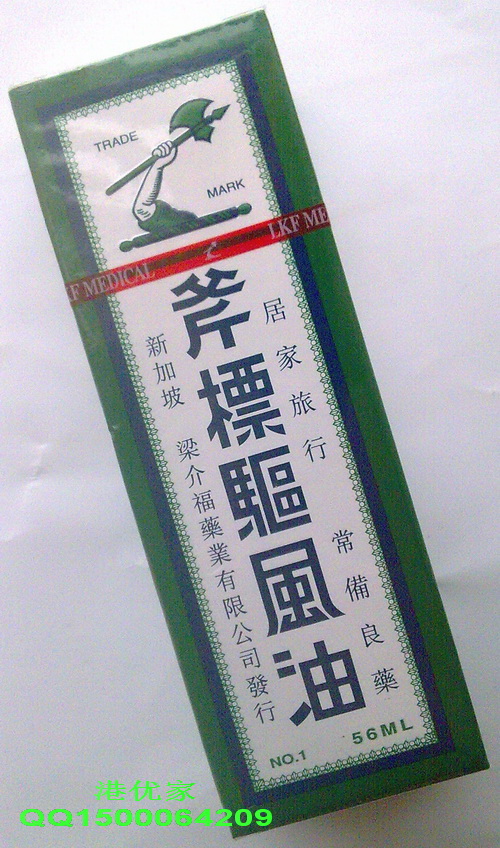 TRADE
MARK
LKF MEDICAL
LKF ME
斧標驅風油
居家旅行
常備良藥
新加坡
梁介福藥業有限公司發行
NO.1
56ML
港优家
QQ1500064209